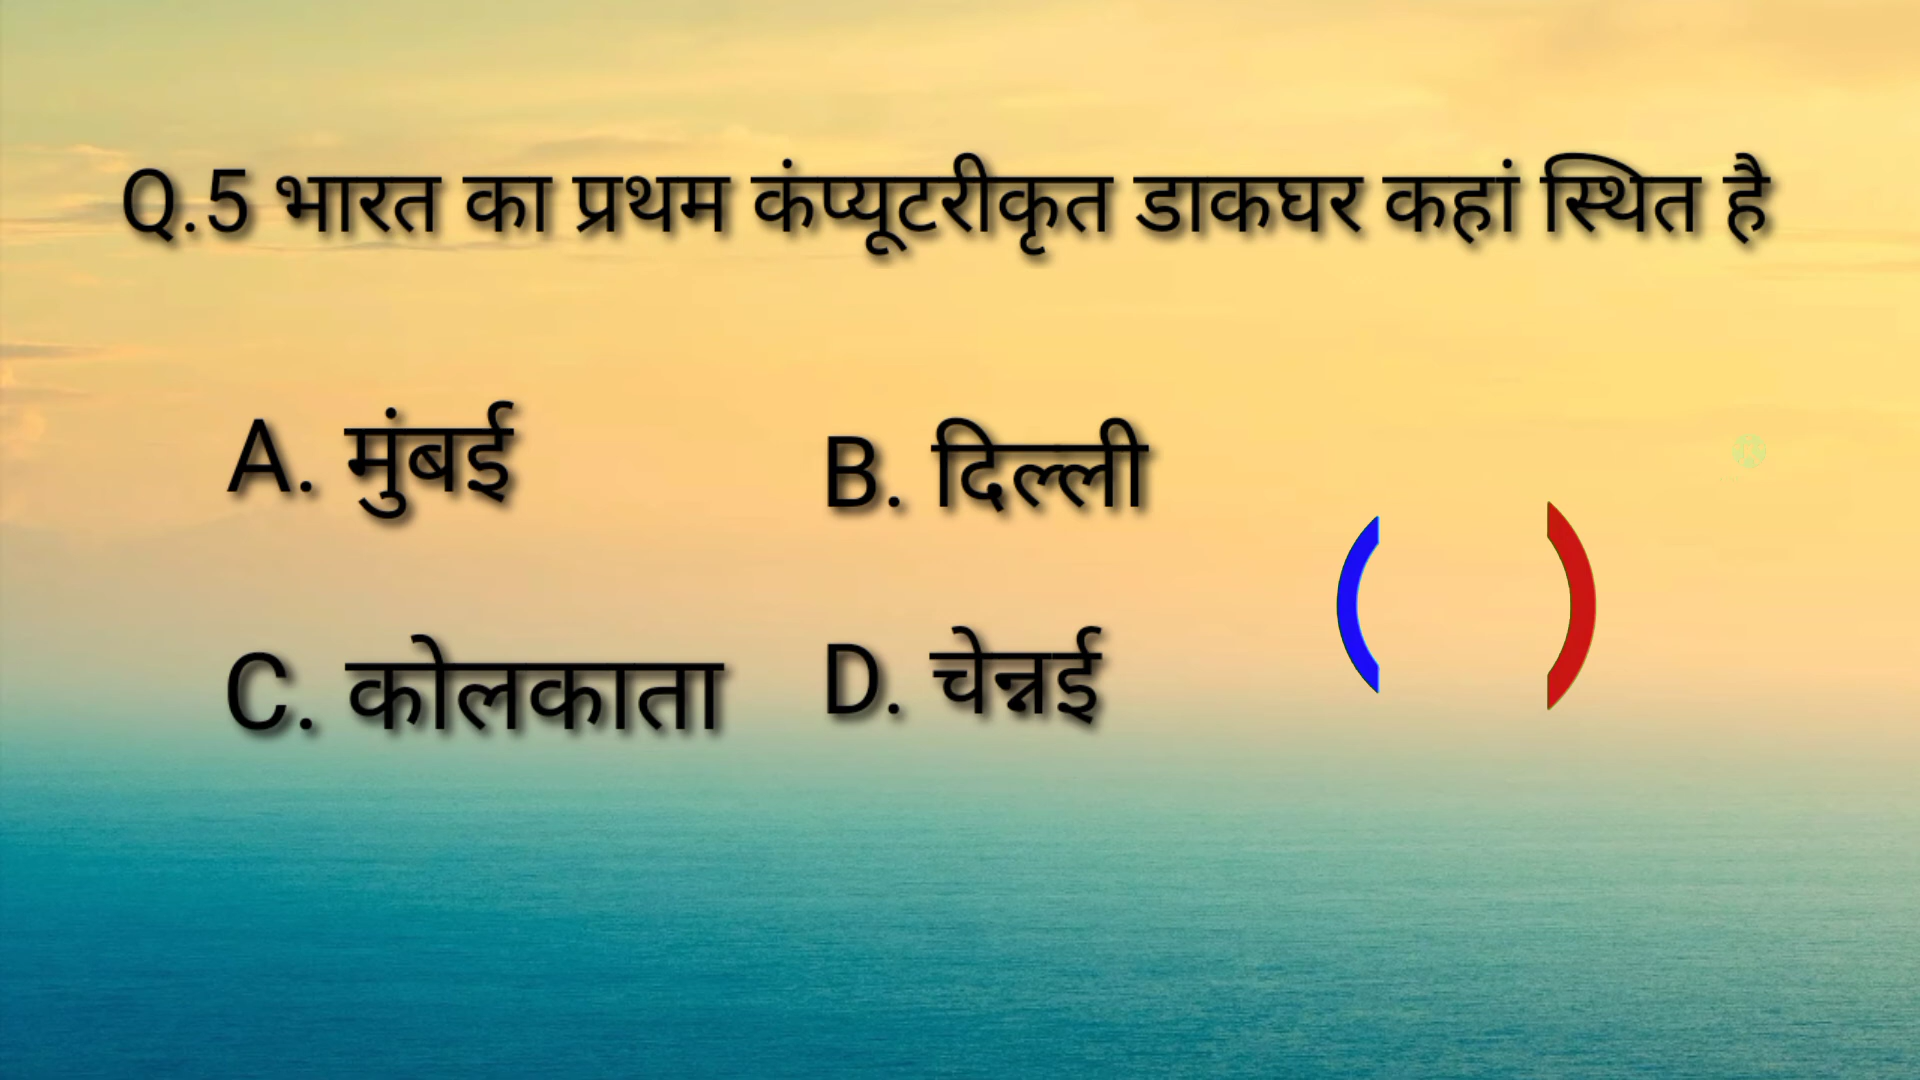 Q.5 भारत का प्रथम कंप्यूटरीकृत डाकघर कहां स्थित है
A. मुंबई
B. दिल्ली
C. कोलकाता
D. चेन्नई
( )